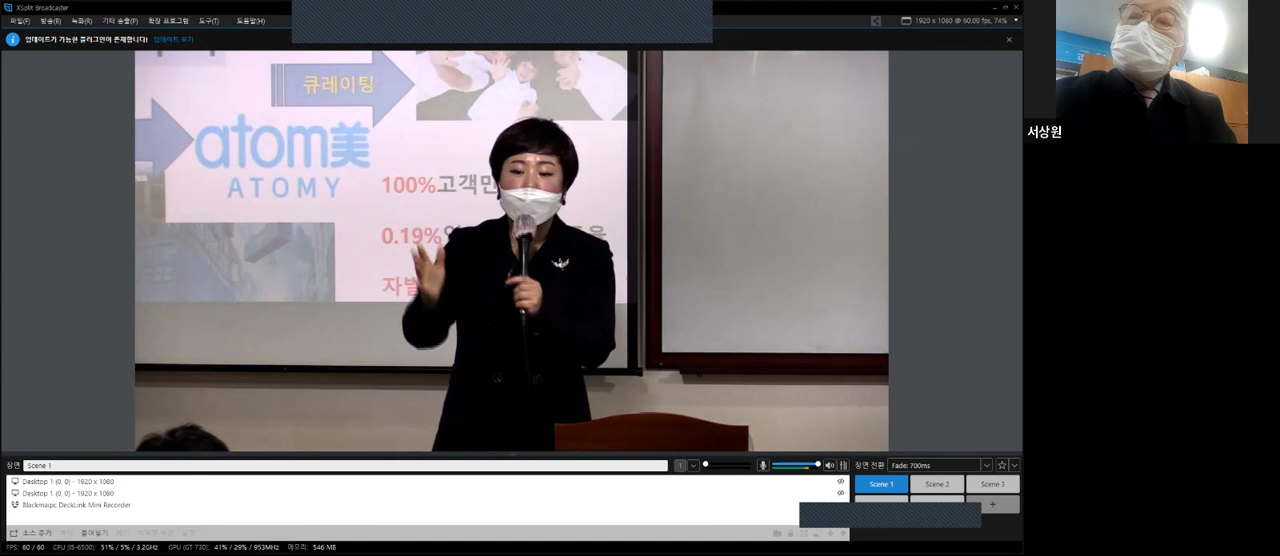 XSplit Broadcaster
파일(F) 방송(B) 녹화(R) 기타 송출(P) 확장 프로그램 도구(T) 도움말(H)
1920 x 1080 @ 60.00 fps, 74%
업데이트가 가능한 플러그인이 존재합니다! 업데이트 보기
큐레이팅
atom美
ATOMY
100%고객만
0.19%
자별
서상원
장면 Scene 1
1
장면 전환 Fade: 700ms
Desktop 1 (0, 0) - 1920 x 1080
Desktop 1 (0, 0) - 1920 x 1080
Blackmagic DeckLink Mini Recorder
Scene 1 Scene 2 Scene 3
소스 추가 붙여넣기
FPS: 60 / 60 CPU (i5-6500): 51% / 5% / 3.2GHz GPU (GT 730): 41% / 29% / 953MHz 메모리: 546 MB